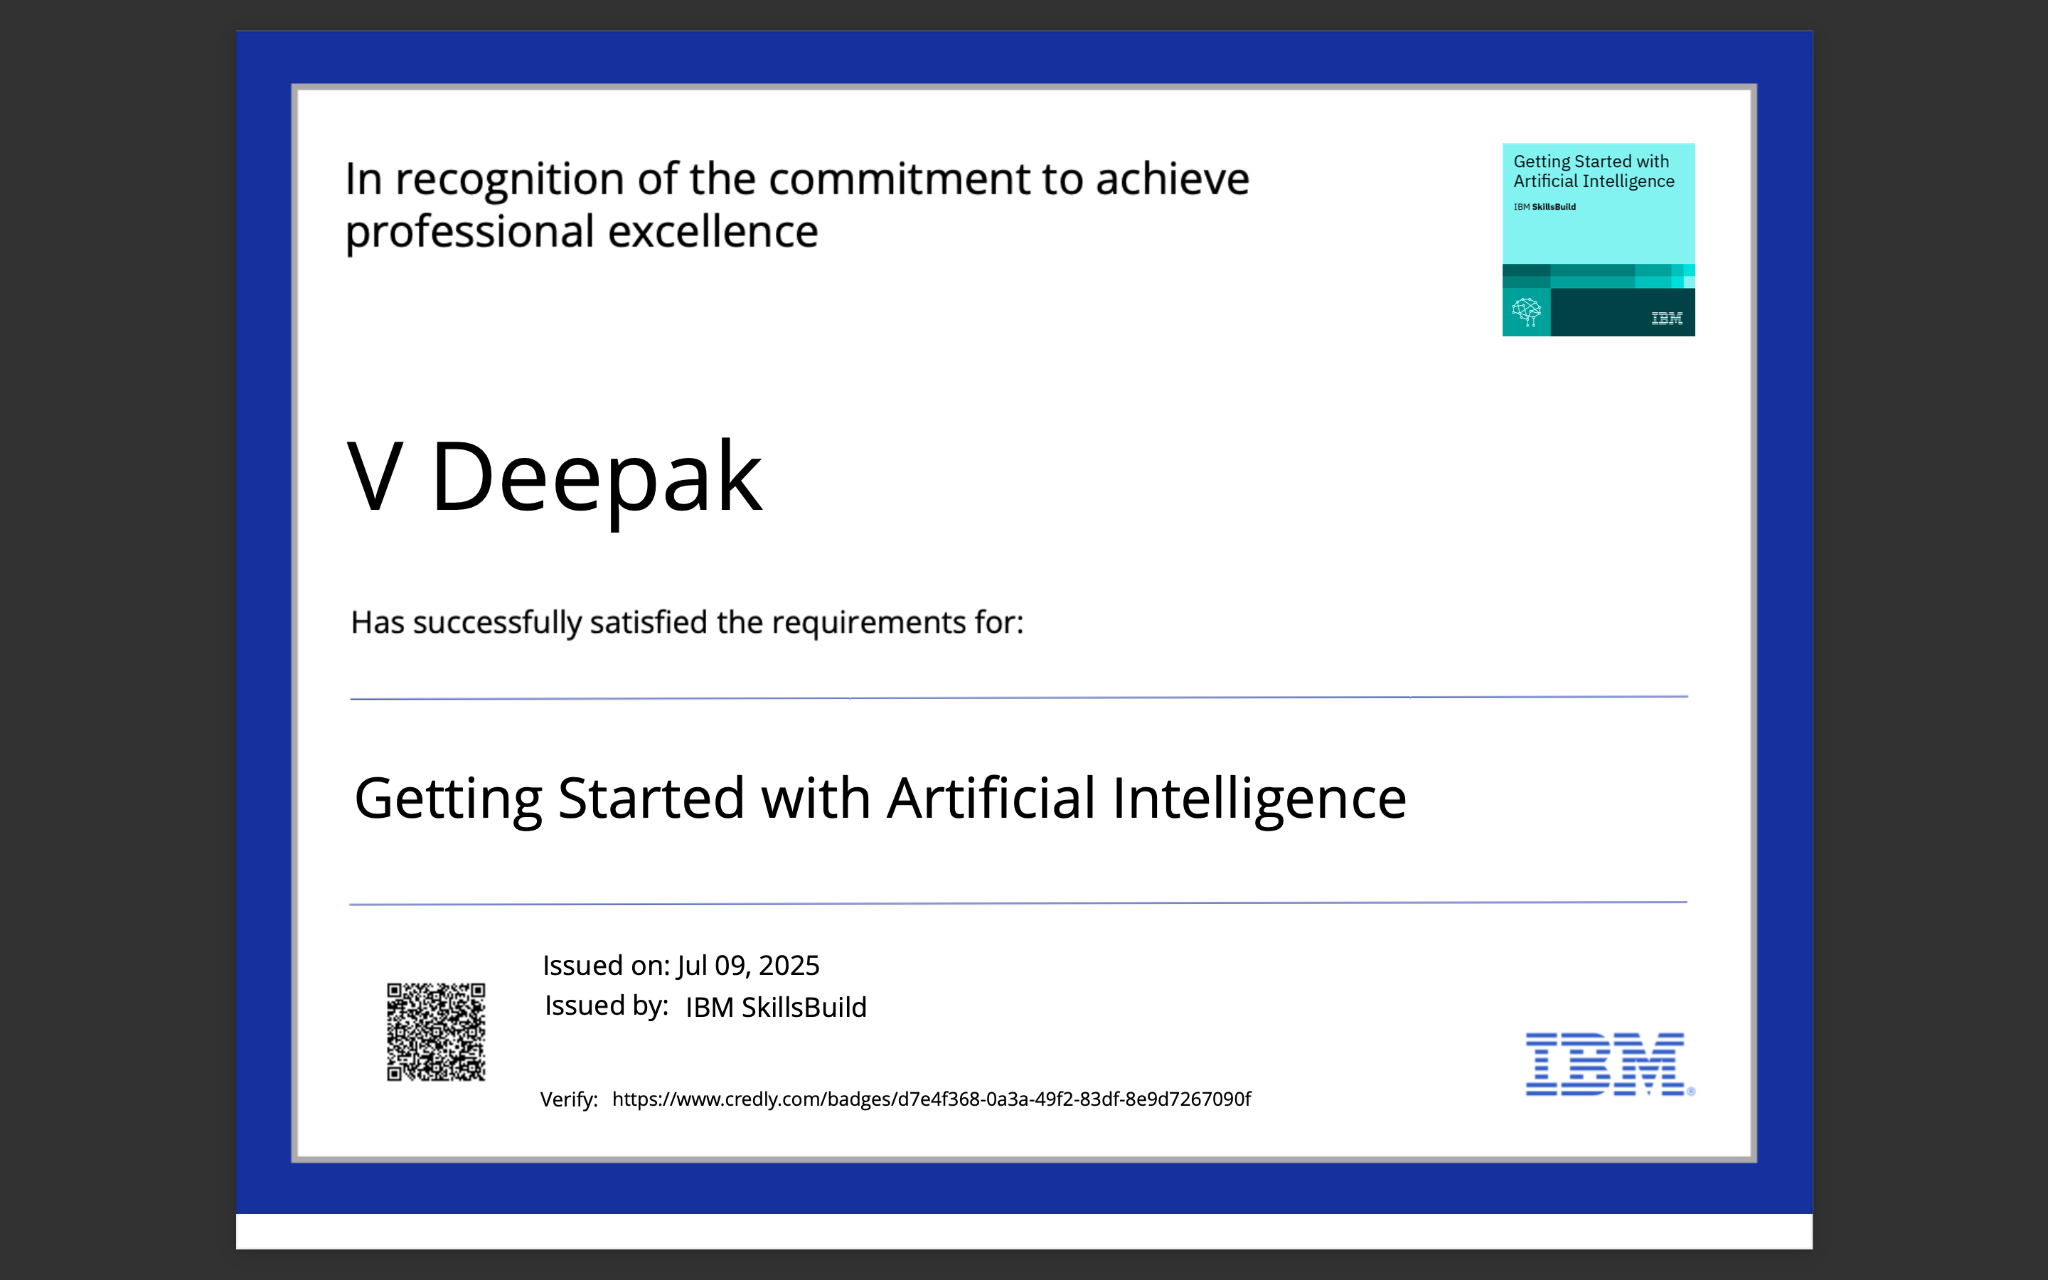 In recognition of the commitment to achieve
professional excellence
Getting Started with
Artificial Intelligence
IBM SkillsBuild
IBM
V Deepak
Has successfully satisfied the requirements for:
Getting Started with Artificial Intelligence
Issued on: Jul 09, 2025
Issued by: IBM SkillsBuild
Verify: https://www.credly.com/badges/d7e4f368-0a3a-49f2-83df-8e9d7267090f
IBM®